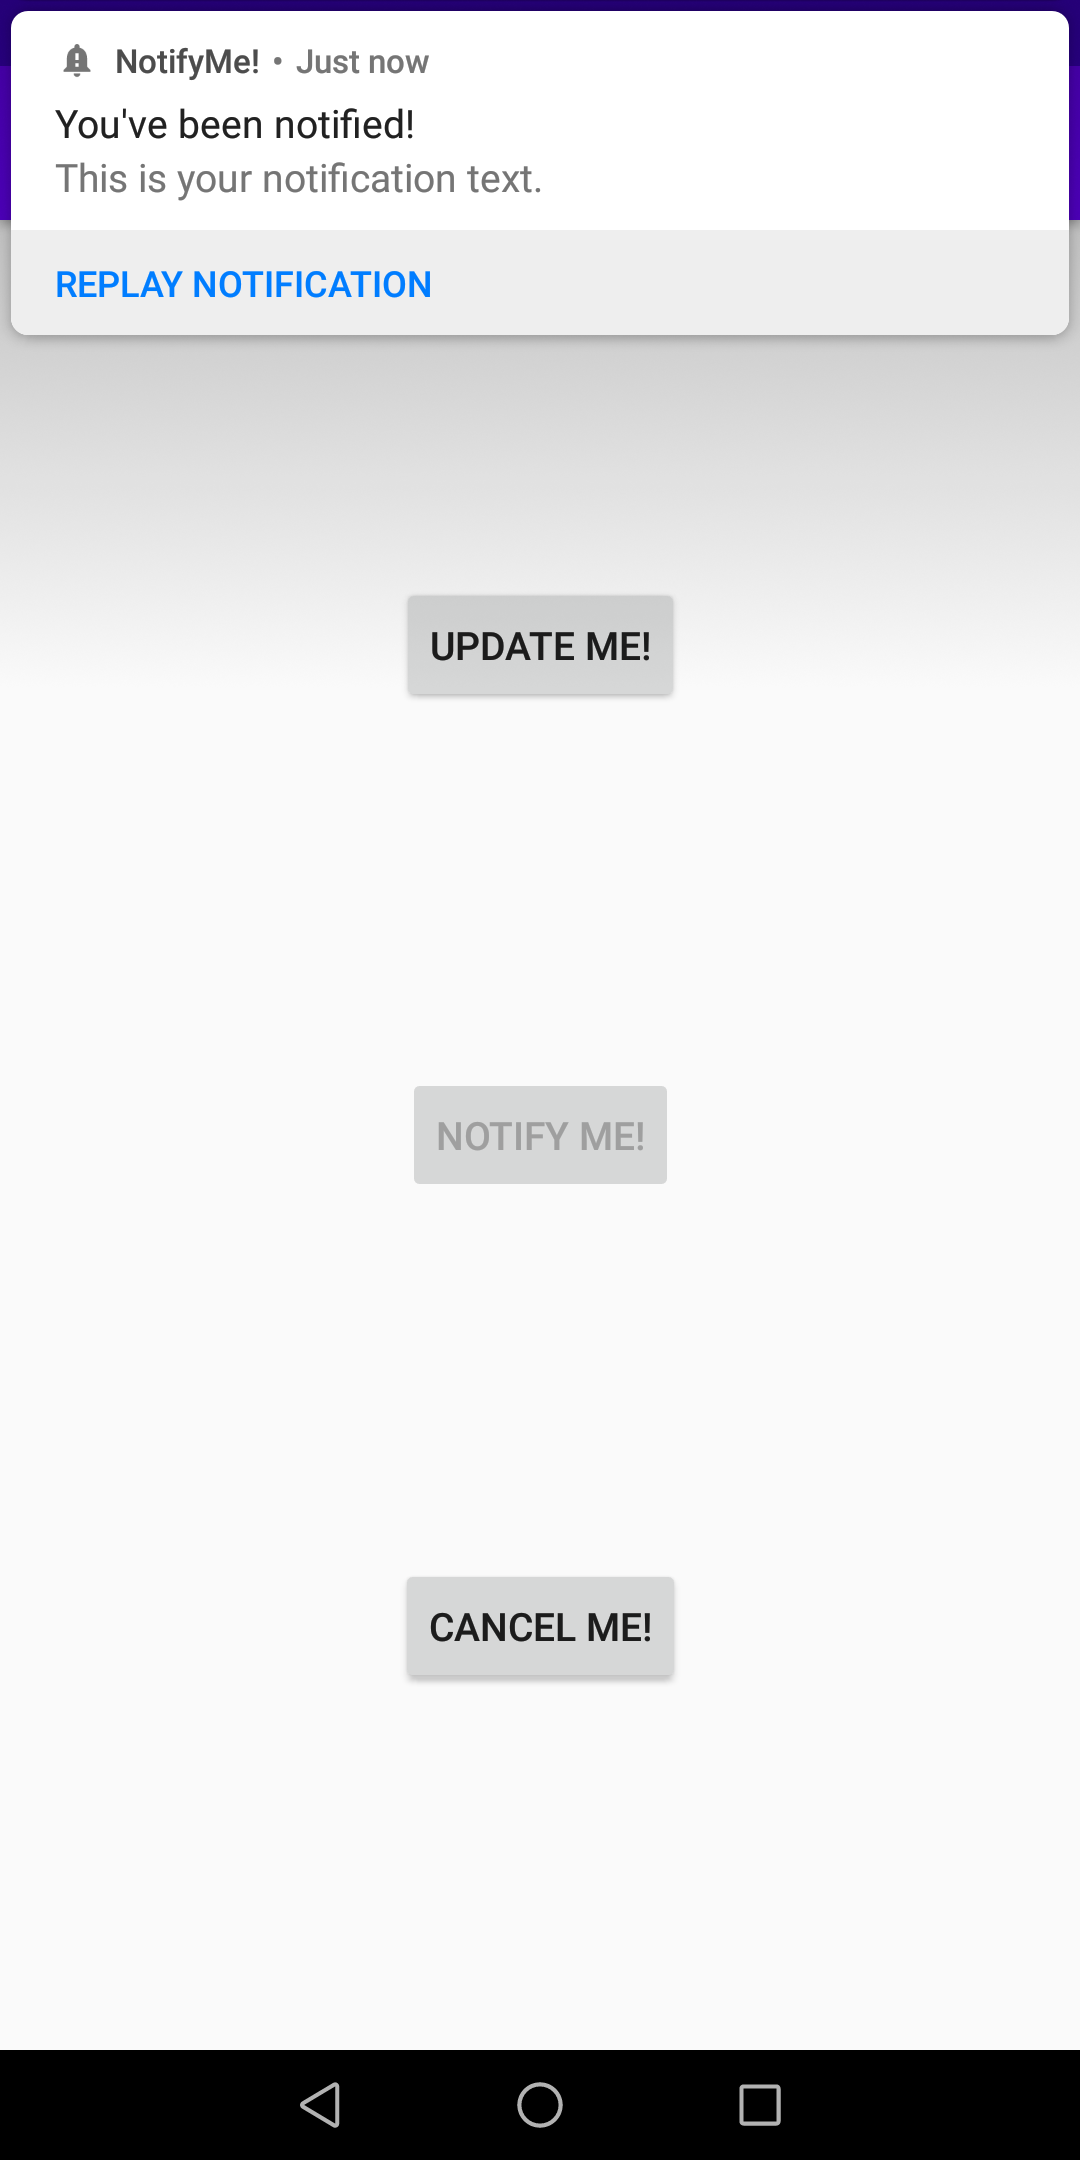 NotifyMe! • Just now
You've been notified!
This is your notification text.
REPLAY NOTIFICATION
UPDATE ME!
NOTIFY ME!
CANCEL ME!